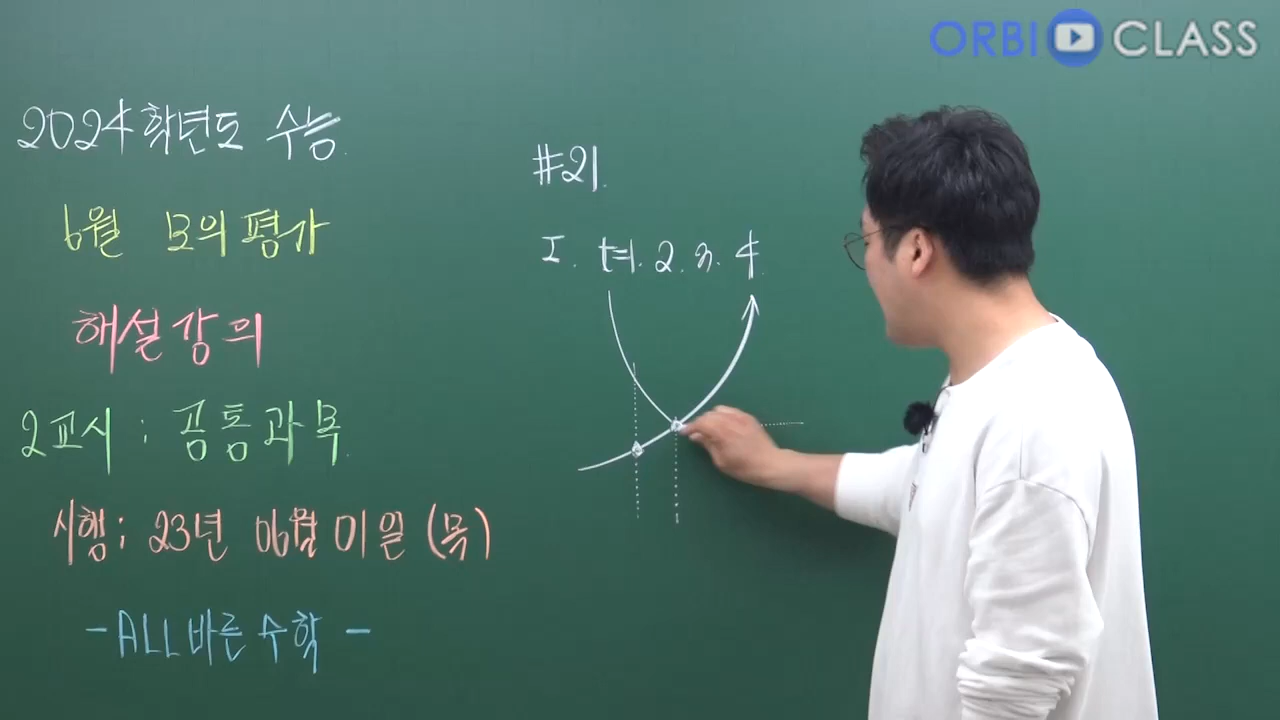 ORBI CLASS
2024학년도 수능
6월 모의평가
해설강의
2교시 : 공통과목
시행 : 23년 06월 01일 (목)
- ALL바른수학 -
#21.
I. t=1. 2. 3. 4.